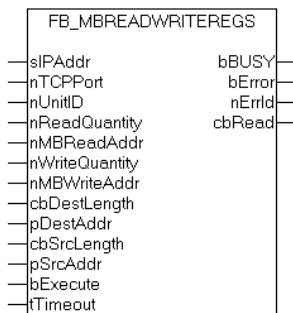 FB_MBREADWRITEREGS
sIPAddr bBUSY
nTCPPort bError
nUnitID nErrId
nReadQuantity cbRead
nMBReadAddr
nWriteQuantity
nMBWriteAddr
cbDestLength
pDestAddr
cbSrcLength
pSrcAddr
bExecute
tTimeout